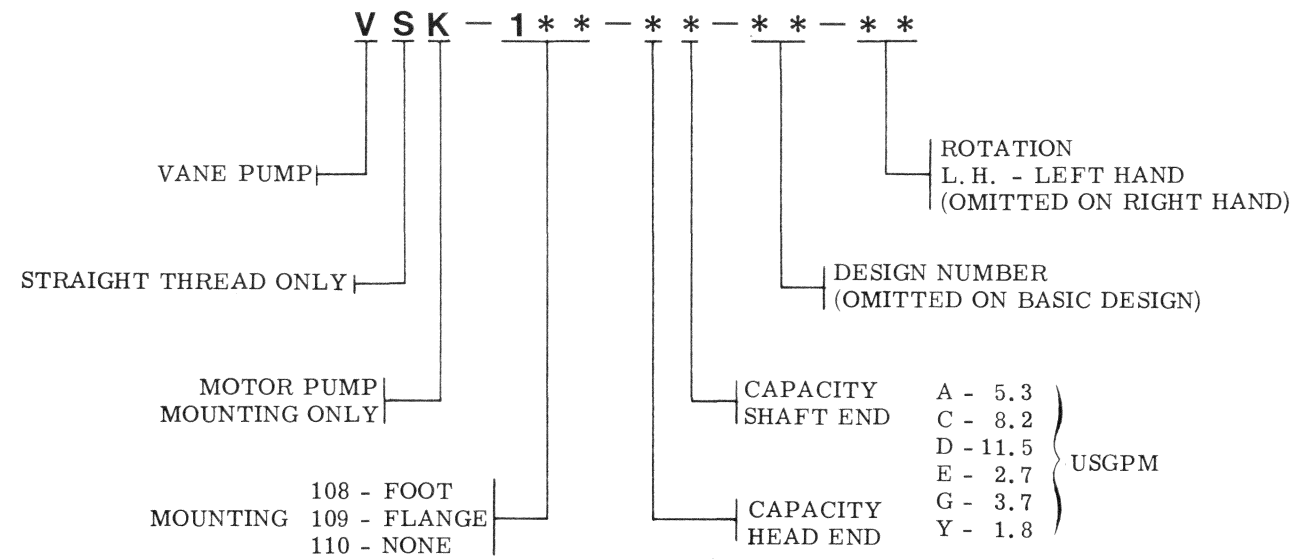 V S K - 1 * * - * * - * * - * *
VANE PUMP
ROTATION
L. H. - LEFT HAND
(OMITTED ON RIGHT HAND)
STRAIGHT THREAD ONLY
DESIGN NUMBER
(OMITTED ON BASIC DESIGN)
MOTOR PUMP
MOUNTING ONLY
CAPACITY
SHAFT END
A - 5.3
C - 8.2
D - 11.5
E - 2.7
G - 3.7
Y - 1.8
USGPM
MOUNTING
108 - FOOT
109 - FLANGE
110 - NONE
CAPACITY
HEAD END